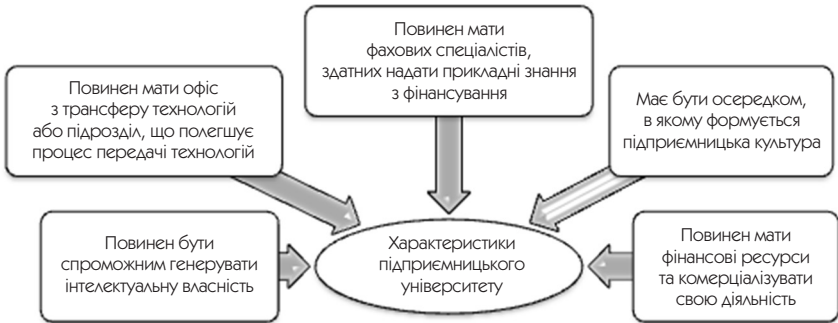 Повинен мати
фахових спеціалістів,
здатних надати прикладні знання
з фінансування
Повинен мати офіс
з трансферу технологій
або підрозділ, що полегшує
процес передачі технологій
Має бути осередком,
в якому формується
підприємницька культура
Повинен бути
спроможним генерувати
інтелектуальну власність
Характеристики
підприємницького
університету
Повинен мати
фінансові ресурси
та комерціалізувати
свою діяльність